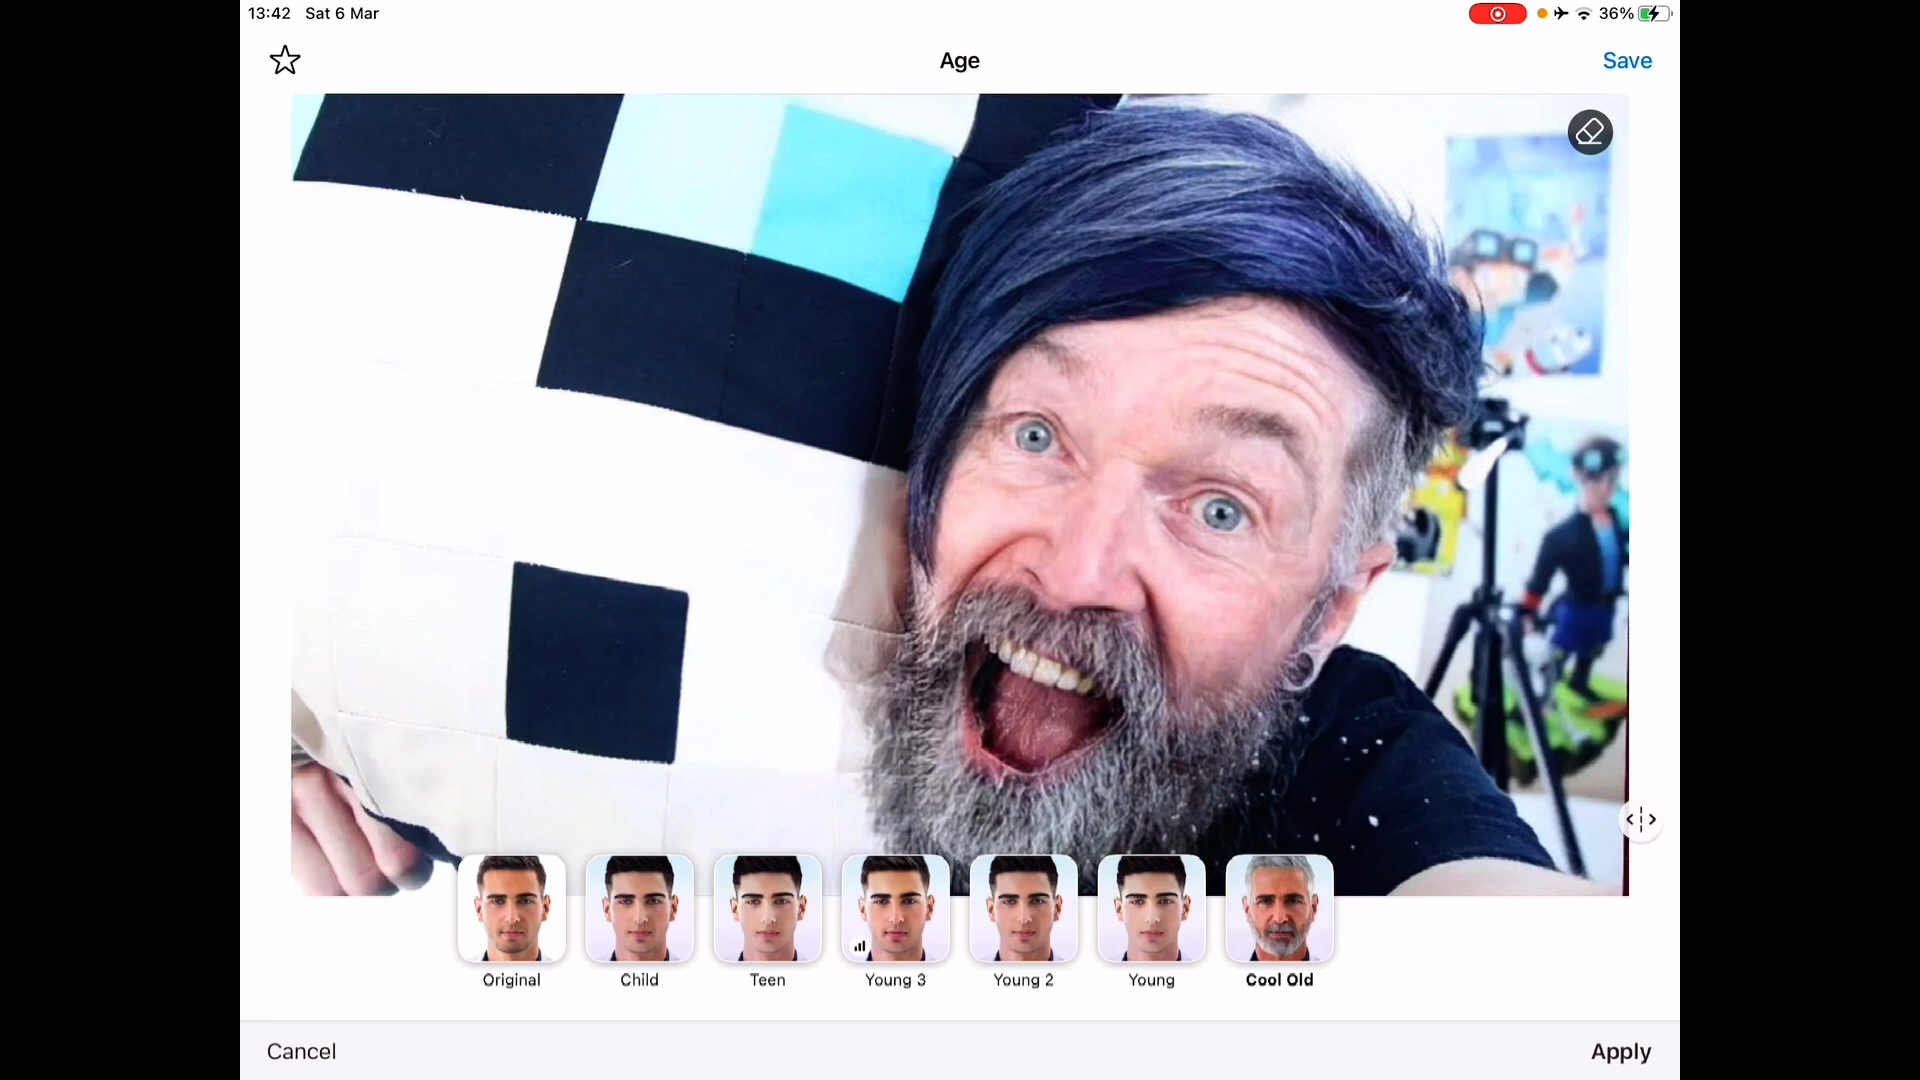 13:42 Sat 6 Mar 36%
Age Save
Original Child Teen Young 3 Young 2 Young Cool Old
Cancel Apply